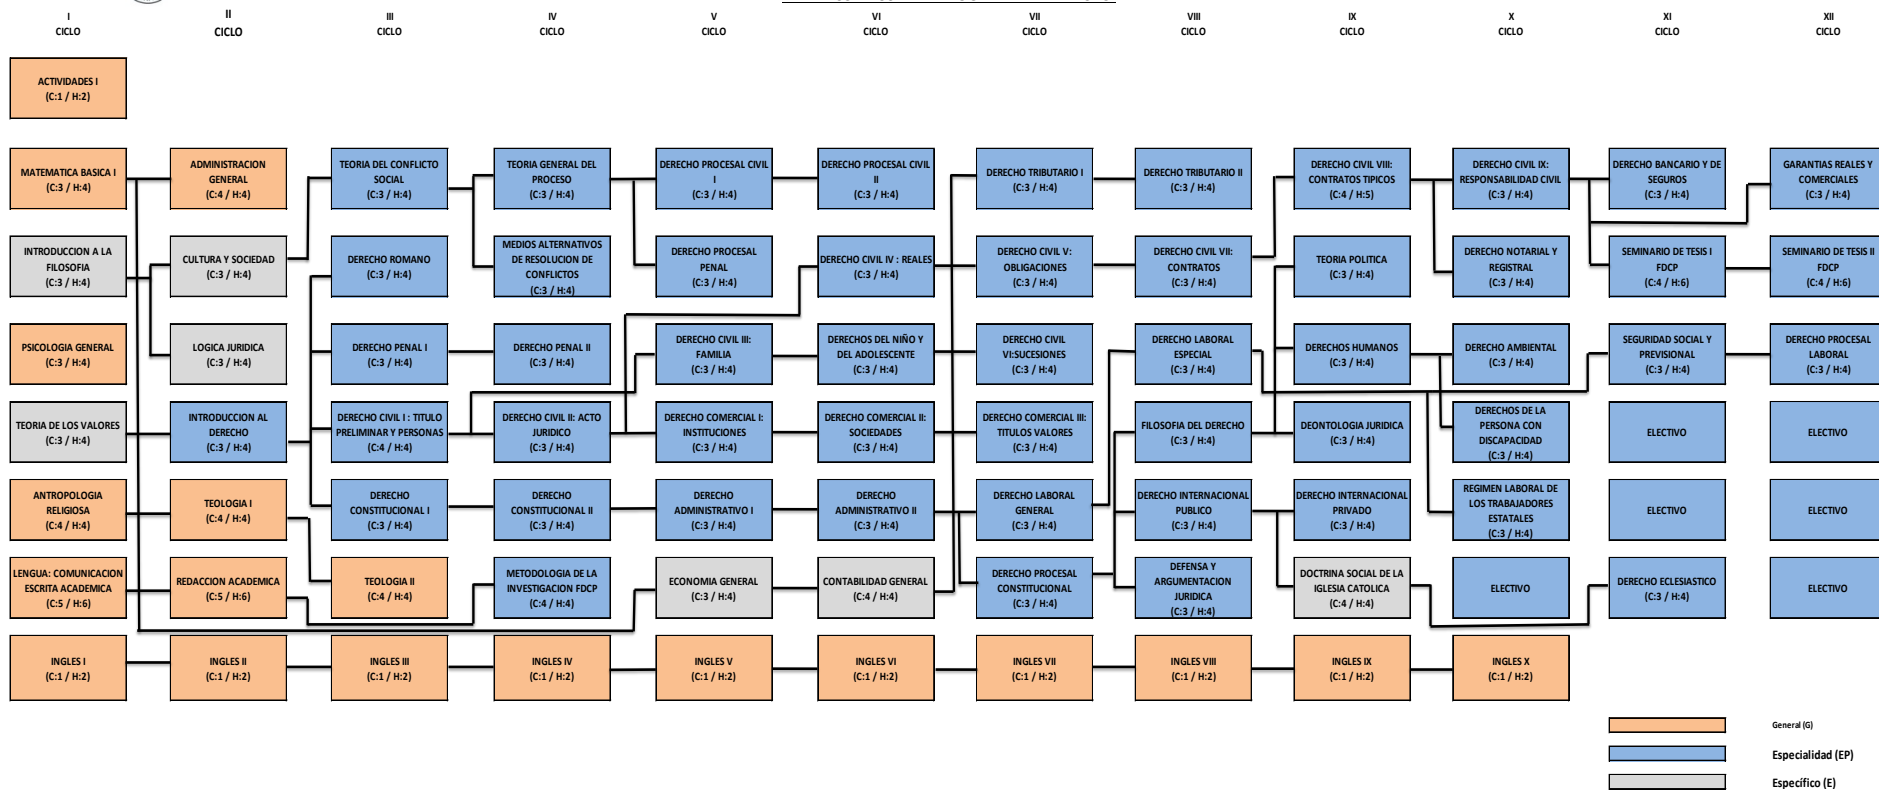 I
CICLO
II
CICLO
III
CICLO
IV
CICLO
V
CICLO
VI
CICLO
VII
CICLO
VIII
CICLO
IX
CICLO
X
CICLO
XI
CICLO
XII
CICLO
ACTIVIDADES I
(C:1 / H:2)
MATEMATICA BASICA I
(C:3 / H:4)
ADMINISTRACION
GENERAL
(C:4 / H:4)
TEORIA DEL CONFLICTO
SOCIAL
(C:3 / H:4)
TEORIA GENERAL DEL
PROCESO
(C:3 / H:4)
DERECHO PROCESAL CIVIL
I
(C:3 / H:4)
DERECHO PROCESAL CIVIL
II
(C:3 / H:4)
DERECHO TRIBUTARIO I
(C:3 / H:4)
DERECHO TRIBUTARIO II
(C:3 / H:4)
DERECHO CIVIL VIII:
CONTRATOS TIPICOS
(C:4 / H:5)
DERECHO CIVIL IX:
RESPONSABILIDAD CIVIL
(C:3 / H:4)
DERECHO BANCARIO Y DE
SEGUROS
(C:3 / H:4)
GARANTIAS REALES Y
COMERCIALES
(C:3 / H:4)
INTRODUCCION A LA
FILOSOFIA
(C:3 / H:4)
CULTURA Y SOCIEDAD
(C:3 / H:4)
DERECHO ROMANO
(C:3 / H:4)
MEDIOS ALTERNATIVOS
DE RESOLUCION DE
CONFLICTOS
(C:3 / H:4)
DERECHO PROCESAL
PENAL
(C:3 / H:4)
DERECHO CIVIL IV : REALES
(C:3 / H:4)
DERECHO CIVIL V:
OBLIGACIONES
(C:3 / H:4)
DERECHO CIVIL VII:
CONTRATOS
(C:3 / H:4)
TEORIA POLITICA
(C:3 / H:4)
DERECHO NOTARIAL Y
REGISTRAL
(C:3 / H:4)
SEMINARIO DE TESIS I
FDCP
(C:4 / H:6)
SEMINARIO DE TESIS II
FDCP
(C:4 / H:6)
PSICOLOGIA GENERAL
(C:3 / H:4)
LOGICA JURIDICA
(C:3 / H:4)
DERECHO PENAL I
(C:3 / H:4)
DERECHO PENAL II
(C:3 / H:4)
DERECHO CIVIL III:
FAMILIA
(C:3 / H:4)
DERECHOS DEL NIÑO Y
DEL ADOLESCENTE
(C:3 / H:4)
DERECHO CIVIL
VI:SUCESIONES
(C:3 / H:4)
DERECHO LABORAL
ESPECIAL
(C:3 / H:4)
DERECHOS HUMANOS
(C:3 / H:4)
DERECHO AMBIENTAL
(C:3 / H:4)
SEGURIDAD SOCIAL Y
PREVISIONAL
(C:3 / H:4)
DERECHO PROCESAL
LABORAL
(C:3 / H:4)
TEORIA DE LOS VALORES
(C:3 / H:4)
INTRODUCCION AL
DERECHO
(C:3 / H:4)
DERECHO CIVIL I : TITULO
PRELIMINAR Y PERSONAS
(C:4 / H:4)
DERECHO CIVIL II: ACTO
JURIDICO
(C:3 / H:4)
DERECHO COMERCIAL I:
INSTITUCIONES
(C:3 / H:4)
DERECHO COMERCIAL II:
SOCIEDADES
(C:3 / H:4)
DERECHO COMERCIAL III:
TITULOS VALORES
(C:3 / H:4)
FILOSOFIA DEL DERECHO
(C:3 / H:4)
DEONTOLOGIA JURIDICA
(C:3 / H:4)
DERECHOS DE LA
PERSONA CON
DISCAPACIDAD
(C:3 / H:4)
ELECTIVO
ELECTIVO
ANTROPOLOGIA
RELIGIOSA
(C:4 / H:4)
TEOLOGIA I
(C:4 / H:4)
DERECHO
CONSTITUCIONAL I
(C:3 / H:4)
DERECHO
CONSTITUCIONAL II
(C:3 / H:4)
DERECHO
ADMINISTRATIVO I
(C:3 / H:4)
DERECHO
ADMINISTRATIVO II
(C:3 / H:4)
DERECHO LABORAL
GENERAL
(C:3 / H:4)
DERECHO INTERNACIONAL
PUBLICO
(C:3 / H:4)
DERECHO INTERNACIONAL
PRIVADO
(C:3 / H:4)
REGIMEN LABORAL DE
LOS TRABAJADORES
ESTATALES
(C:3 / H:4)
ELECTIVO
ELECTIVO
LENGUA: COMUNICACION
ESCRITA ACADEMICA
(C:5 / H:6)
REDACCION ACADEMICA
(C:5 / H:6)
TEOLOGIA II
(C:4 / H:4)
METODOLOGIA DE LA
INVESTIGACION FDCP
(C:4 / H:4)
ECONOMIA GENERAL
(C:3 / H:4)
CONTABILIDAD GENERAL
(C:4 / H:4)
DERECHO PROCESAL
CONSTITUCIONAL
(C:3 / H:4)
DEFENSA Y
ARGUMENTACION
JURIDICA
(C:3 / H:4)
DOCTRINA SOCIAL DE LA
IGLESIA CATOLICA
(C:4 / H:4)
ELECTIVO
DERECHO ECLESIASTICO
(C:3 / H:4)
ELECTIVO
INGLES I
(C:1 / H:2)
INGLES II
(C:1 / H:2)
INGLES III
(C:1 / H:2)
INGLES IV
(C:1 / H:2)
INGLES V
(C:1 / H:2)
INGLES VI
(C:1 / H:2)
INGLES VII
(C:1 / H:2)
INGLES VIII
(C:1 / H:2)
INGLES IX
(C:1 / H:2)
INGLES X
(C:1 / H:2)
General (G)
Especialidad (EP)
Específico (E)